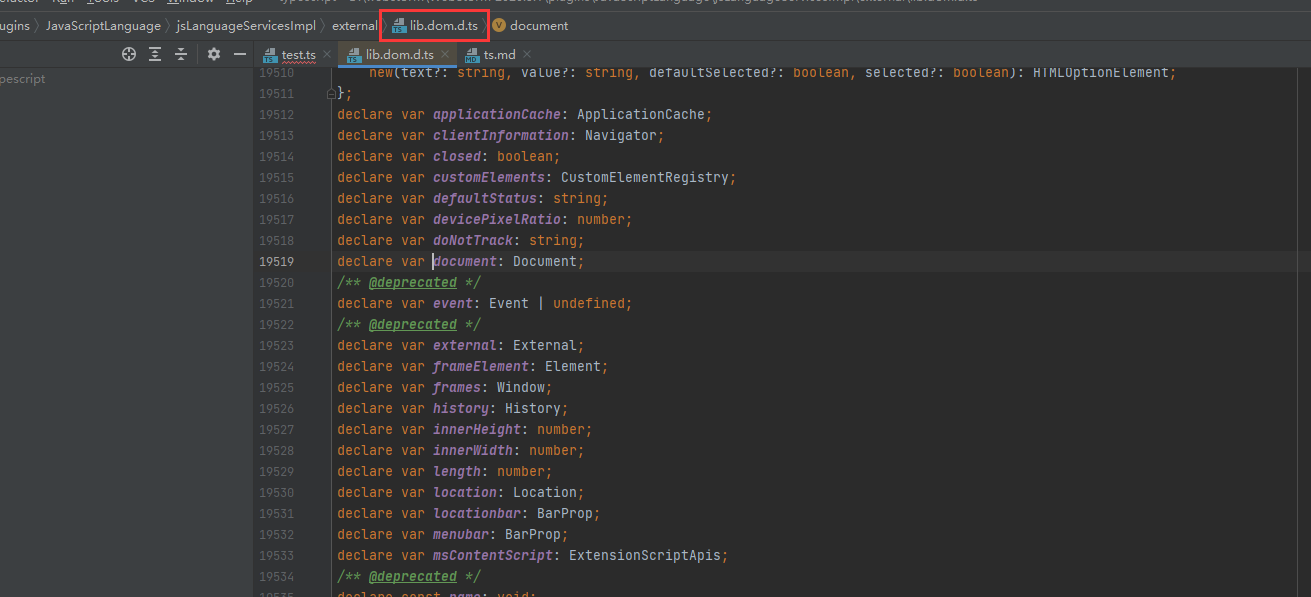 ugins JavaScriptLanguage jsLanguageServicesImpl external lib.dom.d.ts document
test.ts lib.dom.d.ts ts.md
pescript
19510 new(text?: string, value?: string, defaultSelected?: boolean, selected?: boolean): HTMLOptionElement;
19511 };
19512 declare var applicationCache: ApplicationCache;
19513 declare var clientInformation: Navigator;
19514 declare var closed: boolean;
19515 declare var customElements: CustomElementRegistry;
19516 declare var defaultStatus: string;
19517 declare var devicePixelRatio: number;
19518 declare var doNotTrack: string;
19519 declare var document: Document;
19520 /** @deprecated */
19521 declare var event: Event | undefined;
19522 /** @deprecated */
19523 declare var external: External;
19524 declare var frameElement: Element;
19525 declare var frames: Window;
19526 declare var history: History;
19527 declare var innerHeight: number;
19528 declare var innerWidth: number;
19529 declare var length: number;
19530 declare var location: Location;
19531 declare var locationbar: BarProp;
19532 declare var menubar: BarProp;
19533 declare var msContentScript: ExtensionScriptApis;
19534 /** @deprecated */
19535 declare const name: void;